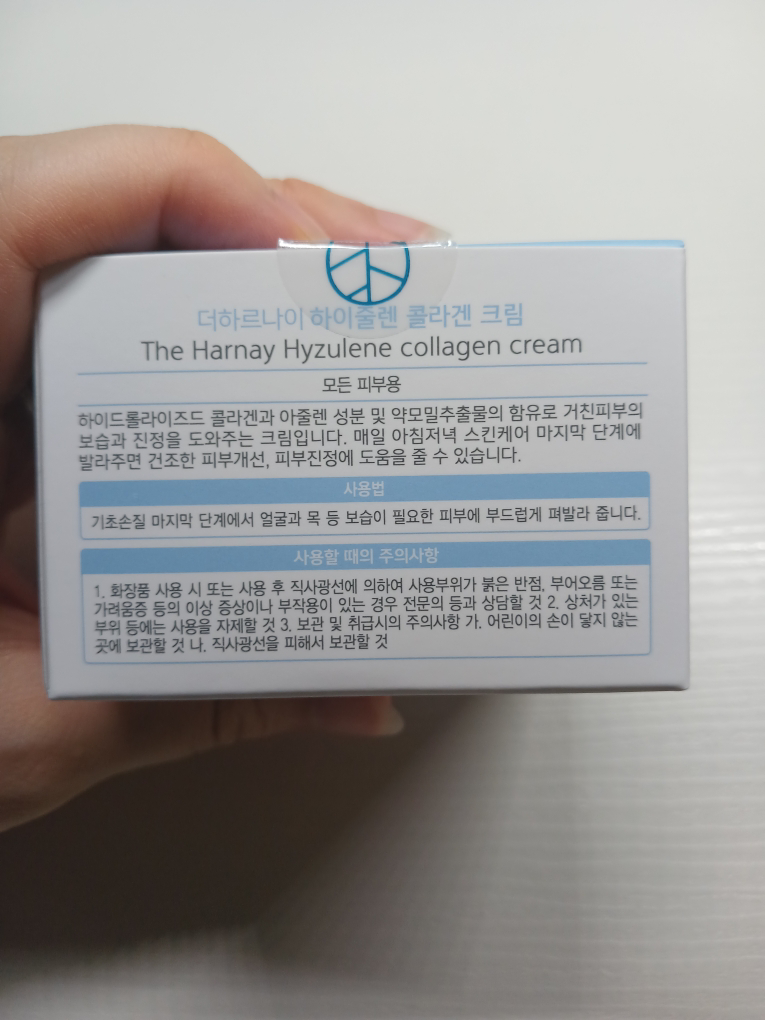 더하르나이 하이줄렌 콜라겐 크림
The Harnay Hyzulene collagen cream
모든 피부용
하이드롤라이즈드 콜라겐과 아줄렌 성분 및 약모밀추출물의 함유로 거친피부의
보습과 진정을 도와주는 크림입니다. 매일 아침저녁 스킨케어 마지막 단계에
발라주면 건조한 피부개선, 피부진정에 도움을 줄 수 있습니다.
사용법
기초손질 마지막 단계에서 얼굴과 목 등 보습이 필요한 피부에 부드럽게 펴발라 줍니다.
사용할 때의 주의사항
1. 화장품 사용 시 또는 사용 후 직사광선에 의하여 사용부위가 붉은 반점, 부어오름 또는
가려움증 등의 이상 증상이나 부작용이 있는 경우 전문의 등과 상담할 것 2. 상처가 있는
부위 등에는 사용을 자제할 것 3. 보관 및 취급시의 주의사항 가. 어린이의 손이 닿지 않는
곳에 보관할 것 나. 직사광선을 피해서 보관할 것